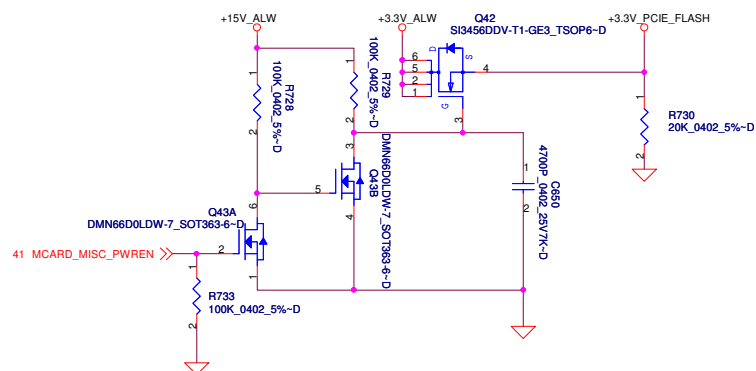 +15V_ALW
+3.3V_ALW
Q42
SI3456DDV-T1-GE3_TSOP6~D
+3.3V_PCIE_FLASH
D
S
G
6
5
2
1
4
3
1
R728
100K_0402_5%~D
2
1
R729
100K_0402_5%~D
2
1
R730
20K_0402_5%~D
2
3
5
4
DMN66D0LDW-7_SOT363-6~D
Q43B
1
C650
4700P_0402_25V7K~D
2
Q43A
DMN66D0LDW-7_SOT363-6~D
6
2
1
41 MCARD_MISC_PWREN
1
R733
100K_0402_5%~D
2